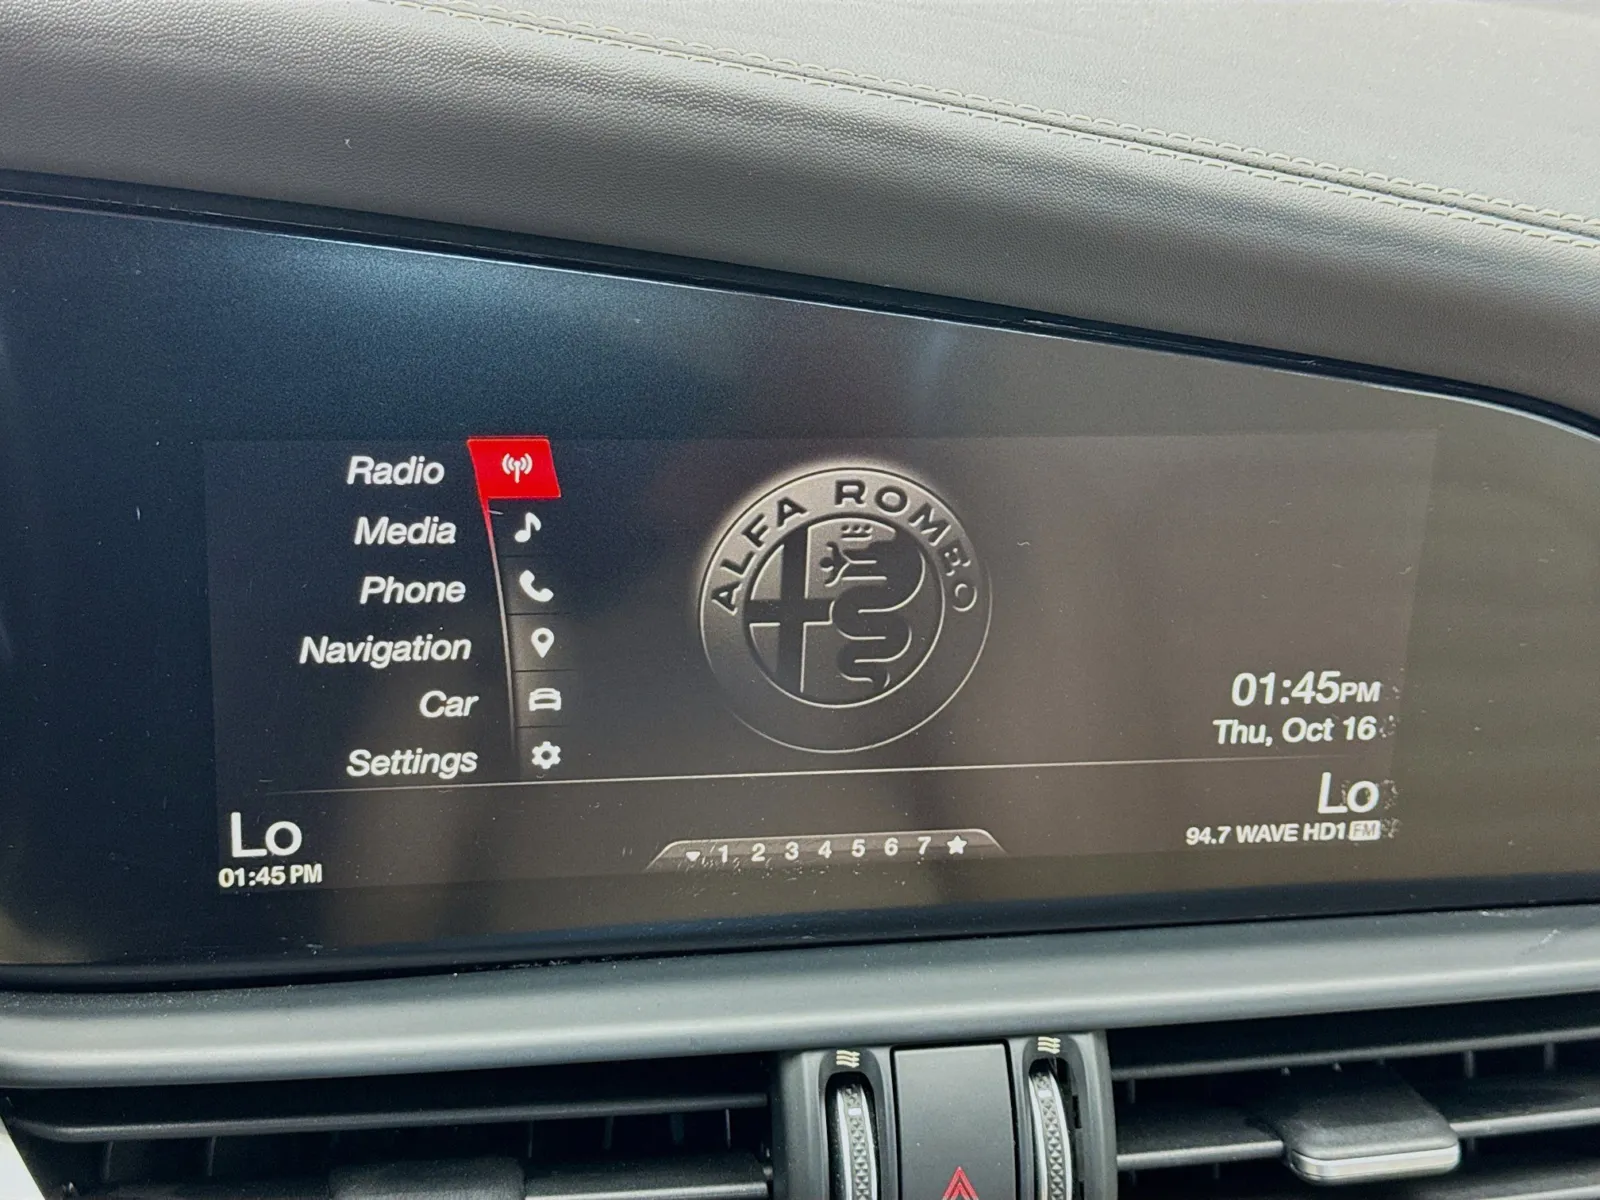 Radio
Media
Phone
Navigation
Car
Settings
ALFA ROMEO
01:45PM
Thu, Oct 16
Lo
01:45 PM
1 2 3 4 5 6 7
Lo
94.7 WAVE HD1 FM